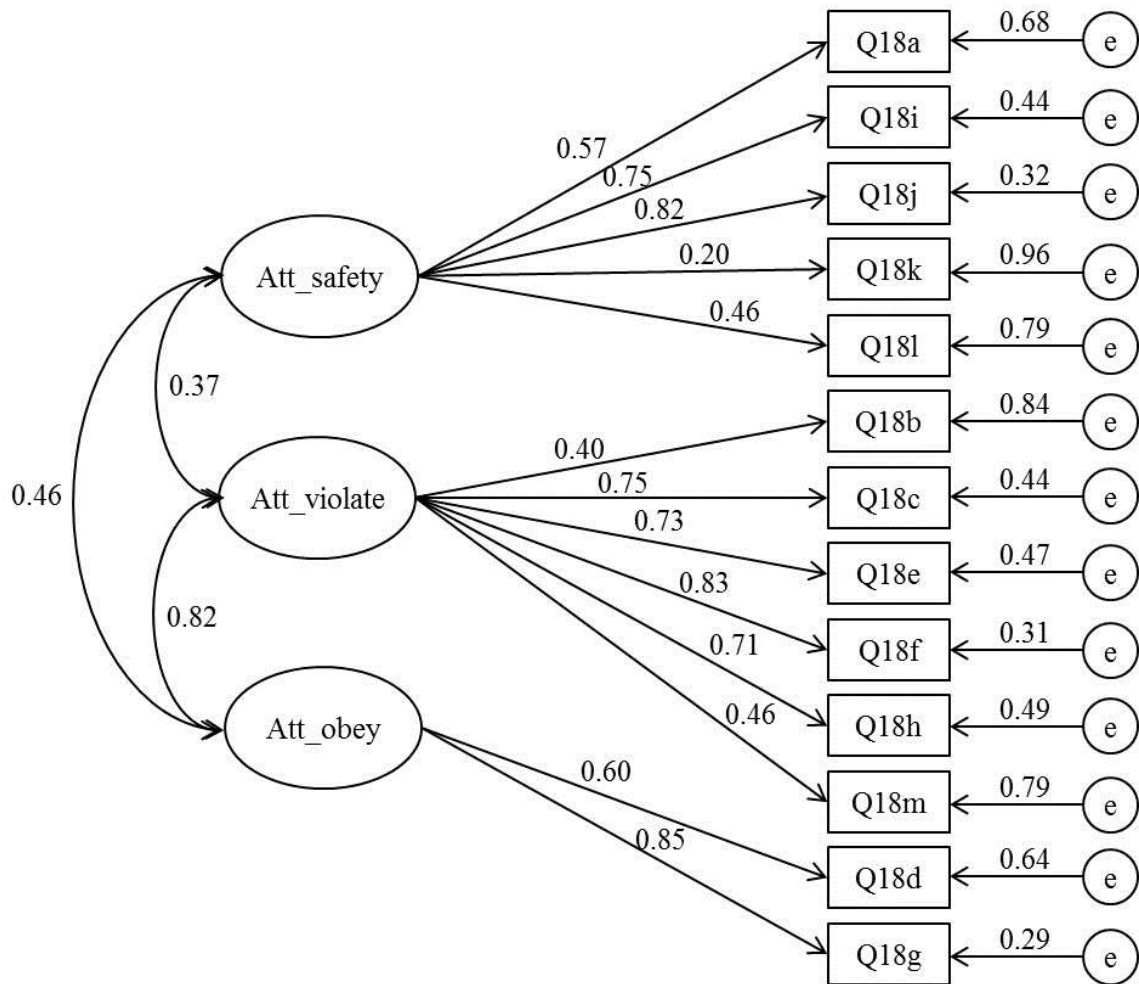 0.68
Q18a
e
0.44
Q18i
e
0.57
0.75
0.32
Q18j
e
0.82
Att_safety
0.20
Q18k
0.96
e
0.46
Q18l
0.79
e
0.37
0.40
Q18b
0.84
e
0.46
Att_violate
0.75
Q18c
0.44
e
0.73
Q18e
0.47
e
0.82
0.83
Q18f
0.31
e
0.71
Q18h
0.49
e
Att_obey
0.46
0.60
Q18m
0.79
e
0.85
Q18d
0.64
e
Q18g
0.29
e